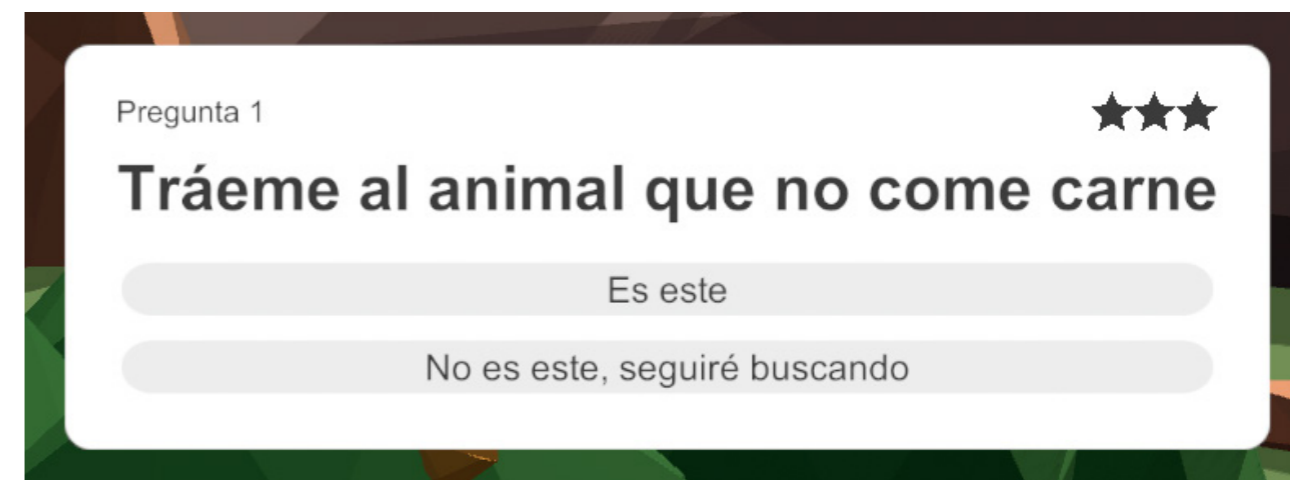 Pregunta 1
Tráeme al animal que no come carne
Es este
No es este, seguiré buscando